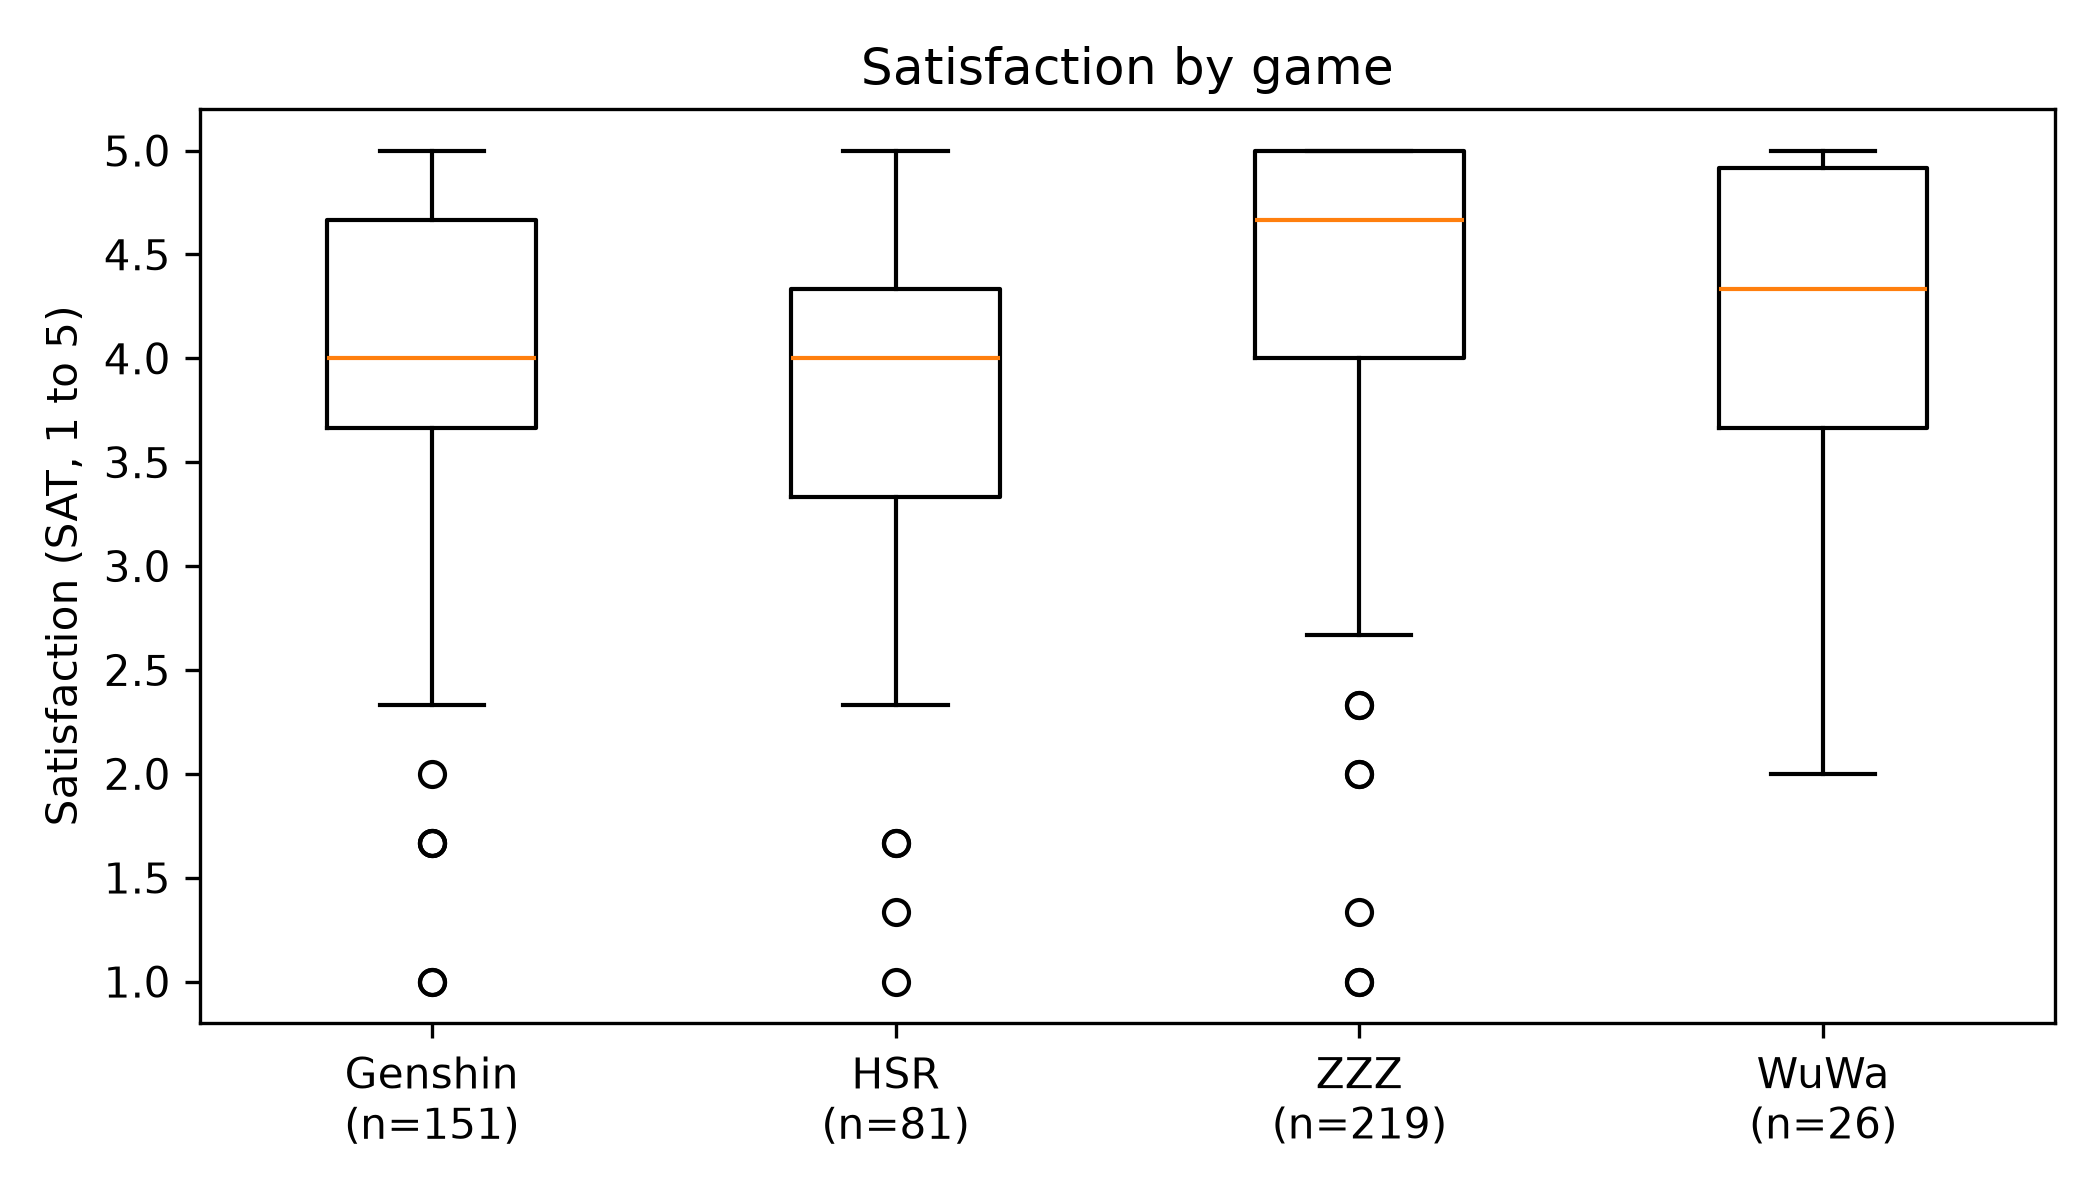 Satisfaction by game
Satisfaction (SAT, 1 to 5)
5.0
4.5
4.0
3.5
3.0
2.5
2.0
1.5
1.0
Genshin
(n=151)
HSR
(n=81)
ZZZ
(n=219)
WuWa
(n=26)